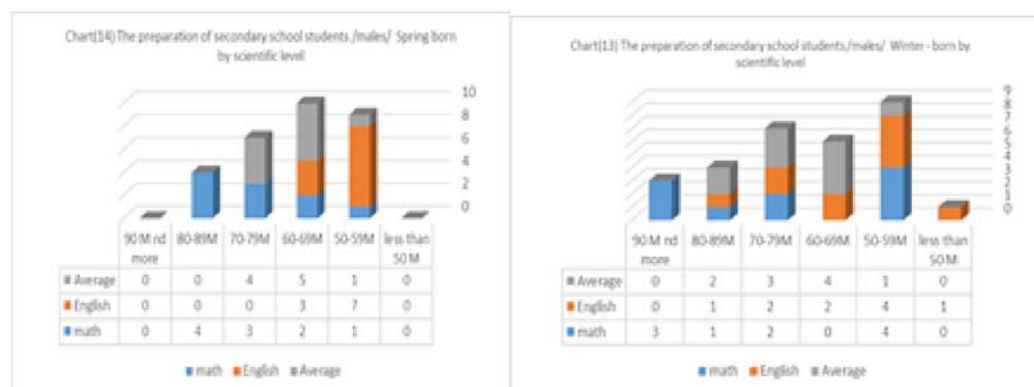 Chart(14) The preparation of secondary school students /males/ Spring born
by scientific level
10
8
6
4
2
0
90 M nd more 80-89M 70-79M 60-69M 50-59M less than 50 M
Average 0 0 4 5 1 0
English 0 0 0 3 7 0
math 0 4 3 2 1 0
math English Average
Chart(13) The preparation of secondary school students/males/ Winter - born by
scientific level
9
8
7
6
5
4
3
2
1
0
90 M nd more 80-89M 70-79M 60-69M 50-59M less than 50 M
Average 0 2 3 4 1 0
English 0 1 2 2 4 1
math 3 1 2 0 4 0
math English Average